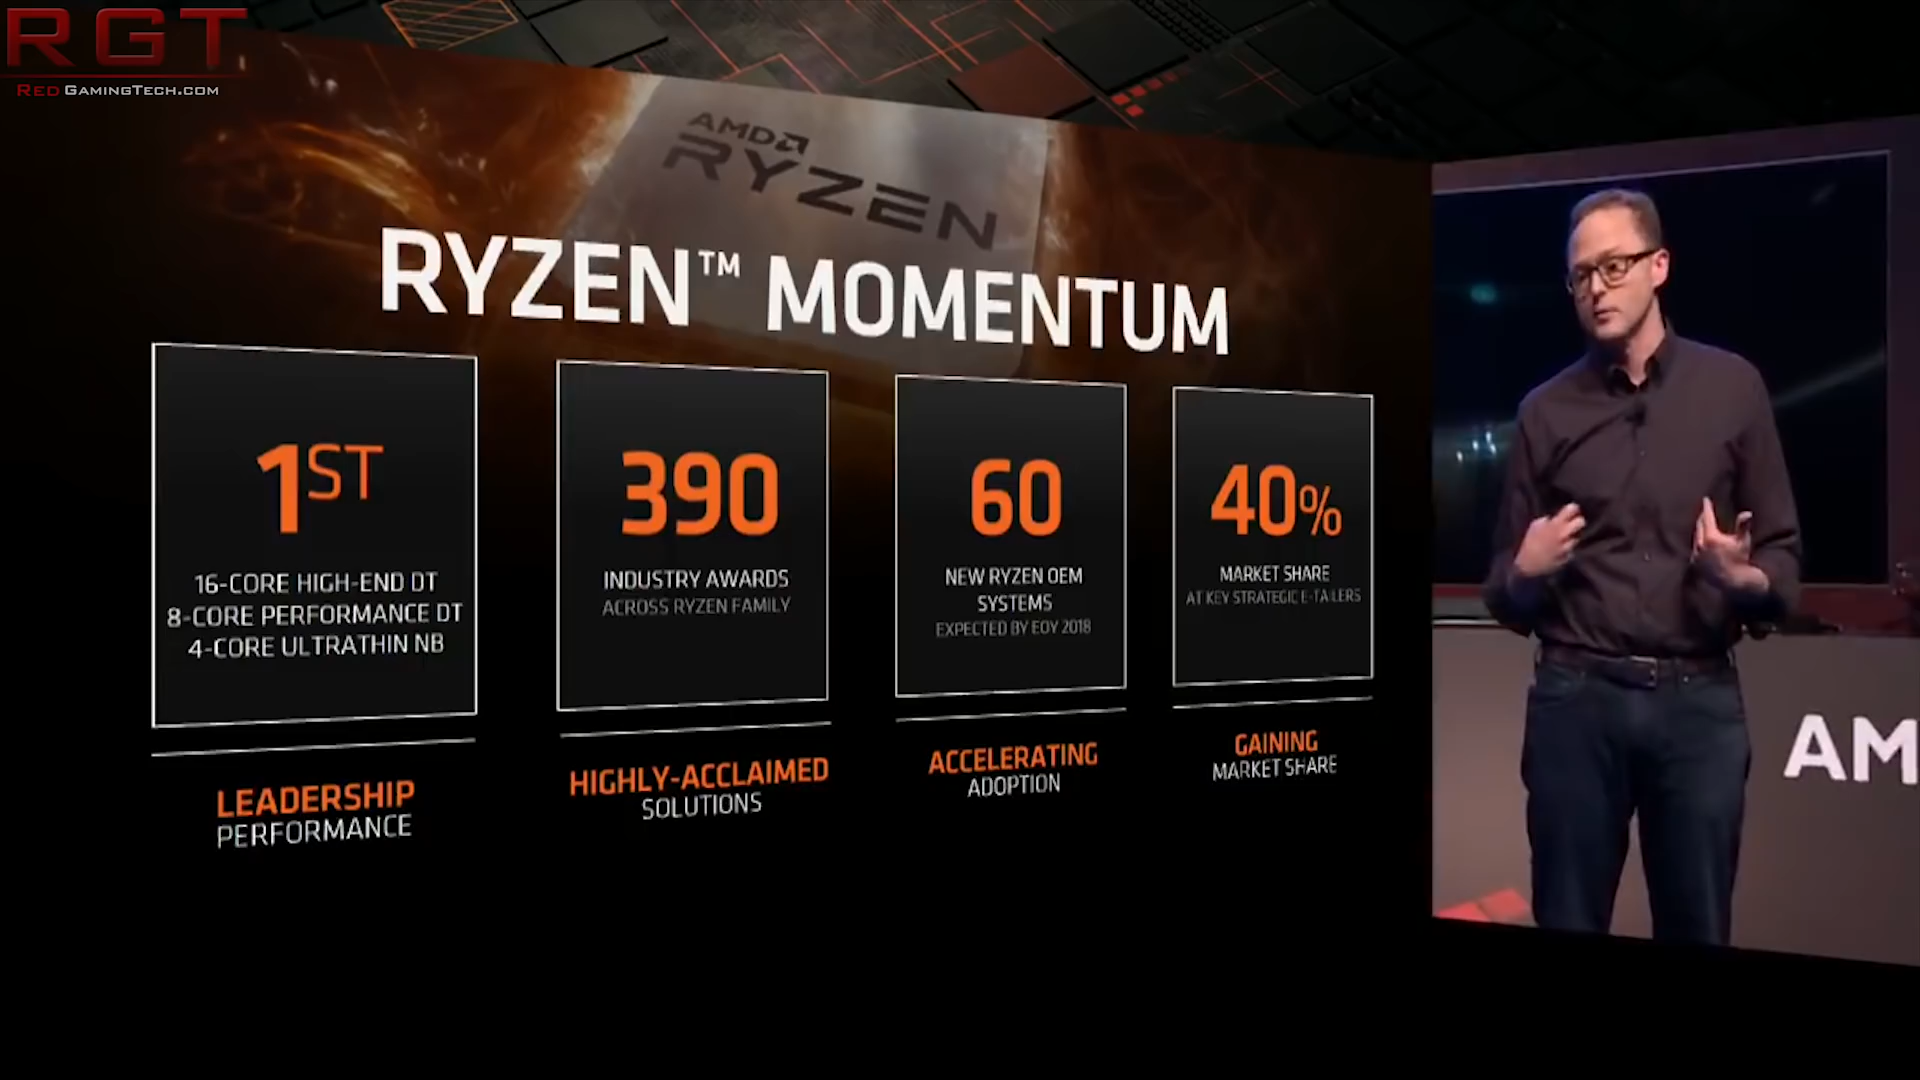 RGT
RED GAMINGTECH.COM
AMD
RYZEN
RYZEN™ MOMENTUM
1ST
16-CORE HIGH-END DT
8-CORE PERFORMANCE DT
4-CORE ULTRATHIN NB
LEADERSHIP
PERFORMANCE
390
INDUSTRY AWARDS
ACROSS RYZEN FAMILY
HIGHLY-ACCLAIMED
SOLUTIONS
60
NEW RYZEN OEM
SYSTEMS
EXPECTED BY EOY 2018
ACCELERATING
ADOPTION
40%
MARKET SHARE
AT KEY STRATEGIC E-TAILERS
GAINING
MARKET SHARE
AM